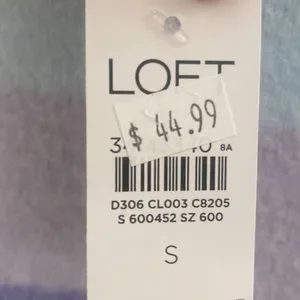 LOFT
$ 44.99
8A
D306 CL003 C8205
S 600452 SZ 600
S